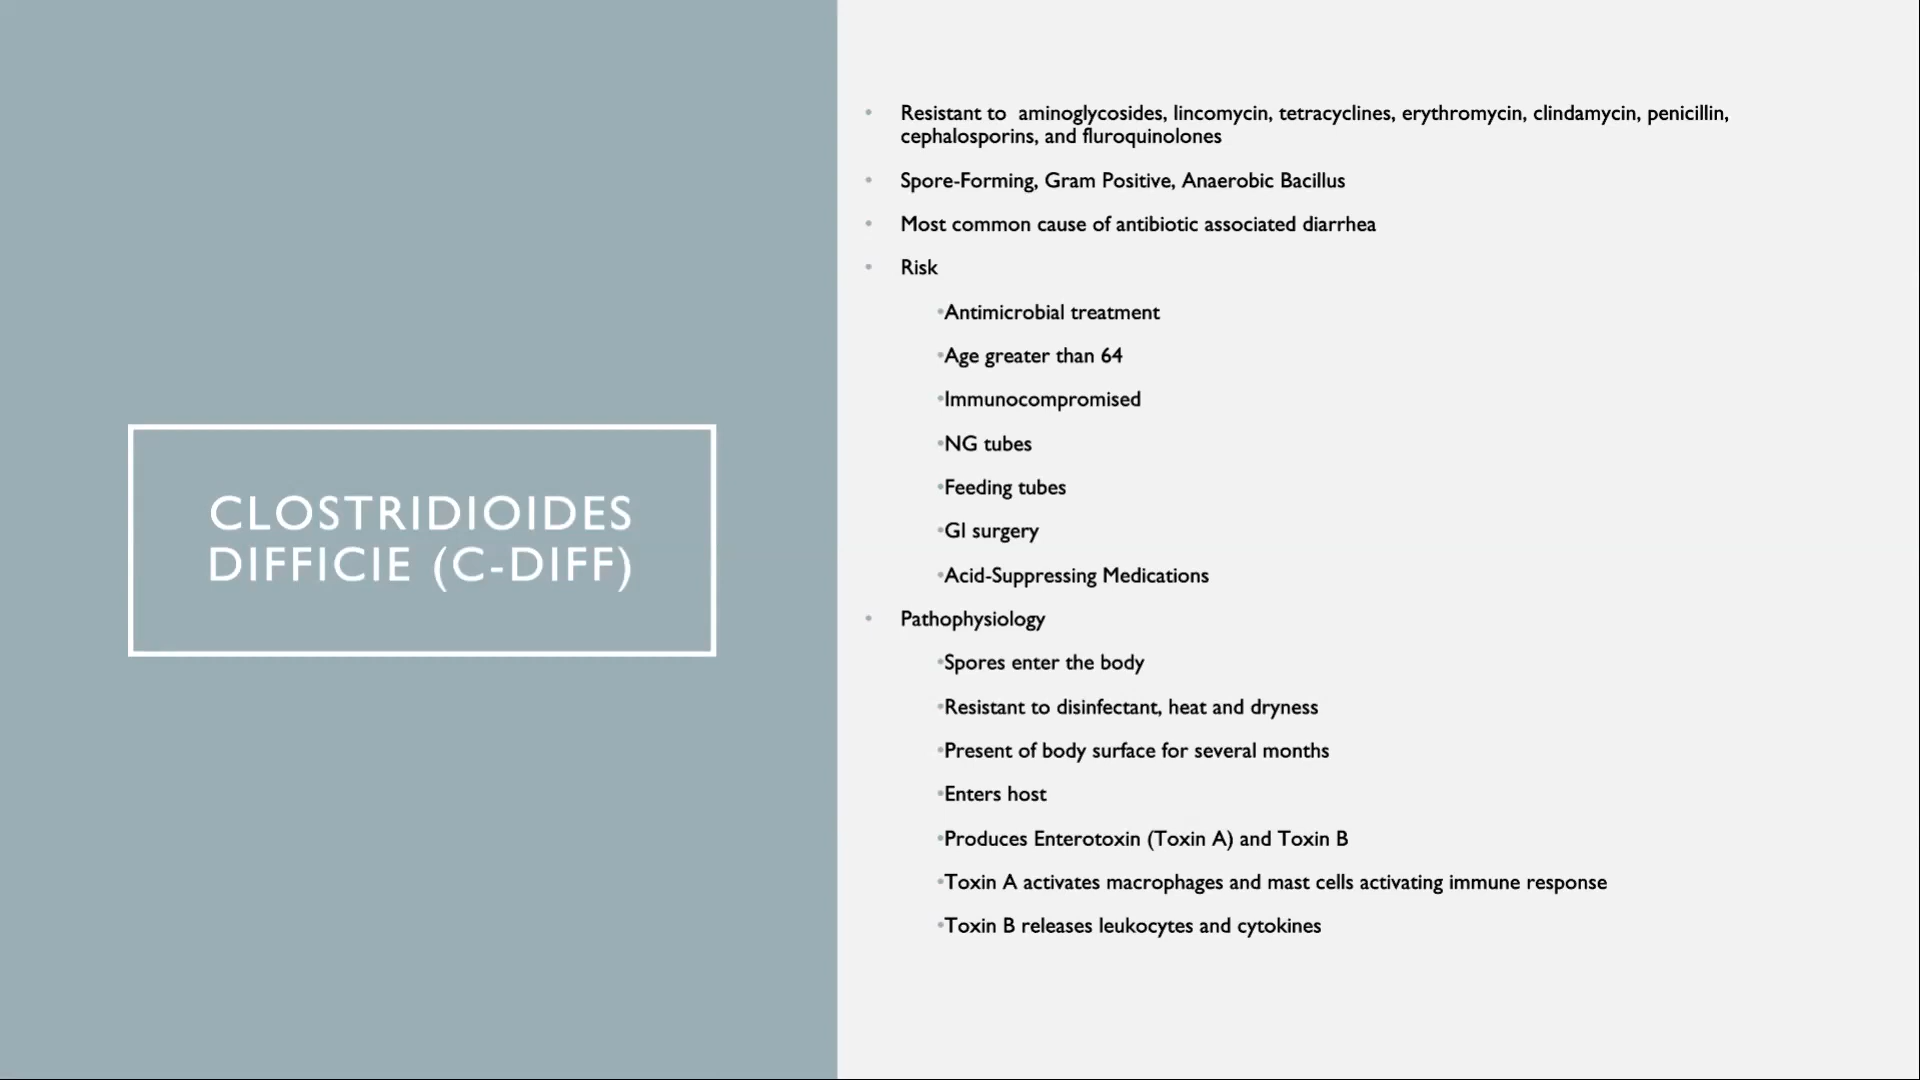 CLOSTRIDIOIDES
DIFFICIE (C-DIFF)
• Resistant to  aminoglycosides, lincomycin, tetracyclines, erythromycin, clindamycin, penicillin,
cephalosporins, and fluroquinolones
• Spore-Forming, Gram Positive, Anaerobic Bacillus
• Most common cause of antibiotic associated diarrhea
• Risk
•Antimicrobial treatment
•Age greater than 64
•Immunocompromised
•NG tubes
•Feeding tubes
•GI surgery
•Acid-Suppressing Medications
• Pathophysiology
•Spores enter the body
•Resistant to disinfectant, heat and dryness
•Present of body surface for several months
•Enters host
•Produces Enterotoxin (Toxin A) and Toxin B
•Toxin A activates macrophages and mast cells activating immune response
•Toxin B releases leukocytes and cytokines